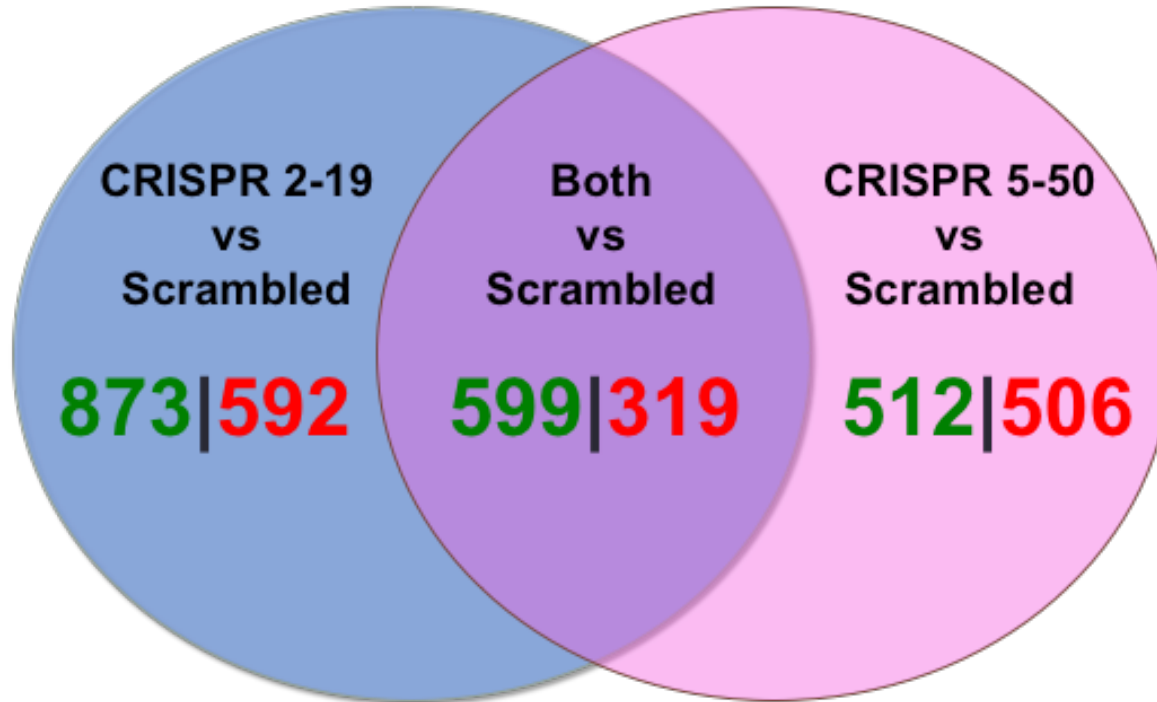 CRISPR 2-19
vs
Scrambled
873|592
Both
vs
Scrambled
599|319
CRISPR 5-50
vs
Scrambled
512|506